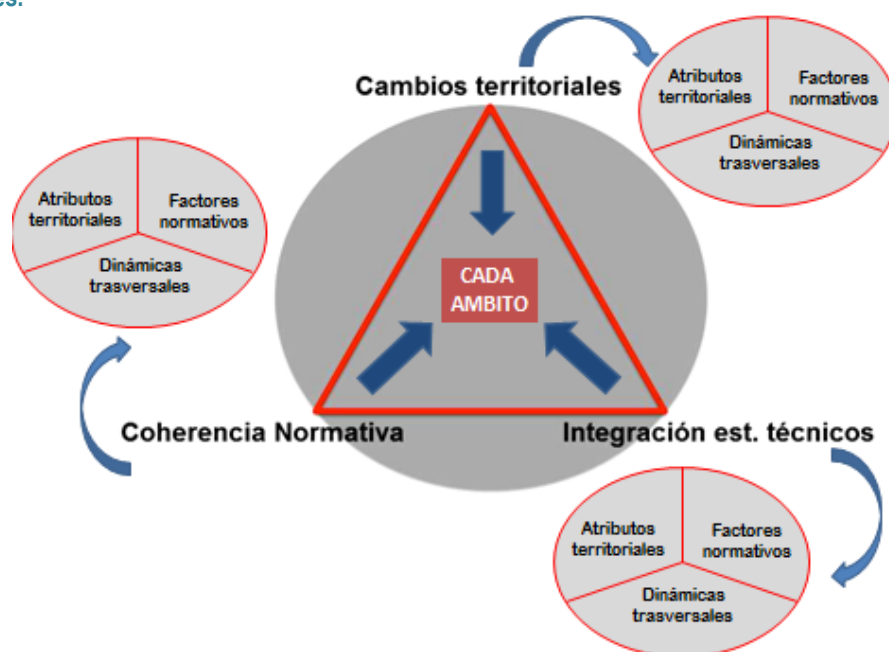 es.
Cambios territoriales
Atributos
territoriales
Factores
normativos
Dinámicas
trasversales
Atributos
territoriales
Factores
normativos
Dinámicas
trasversales
CADA
AMBITO
Coherencia Normativa
Integración est. técnicos
Atributos
territoriales
Factores
normativos
Dinámicas
trasversales